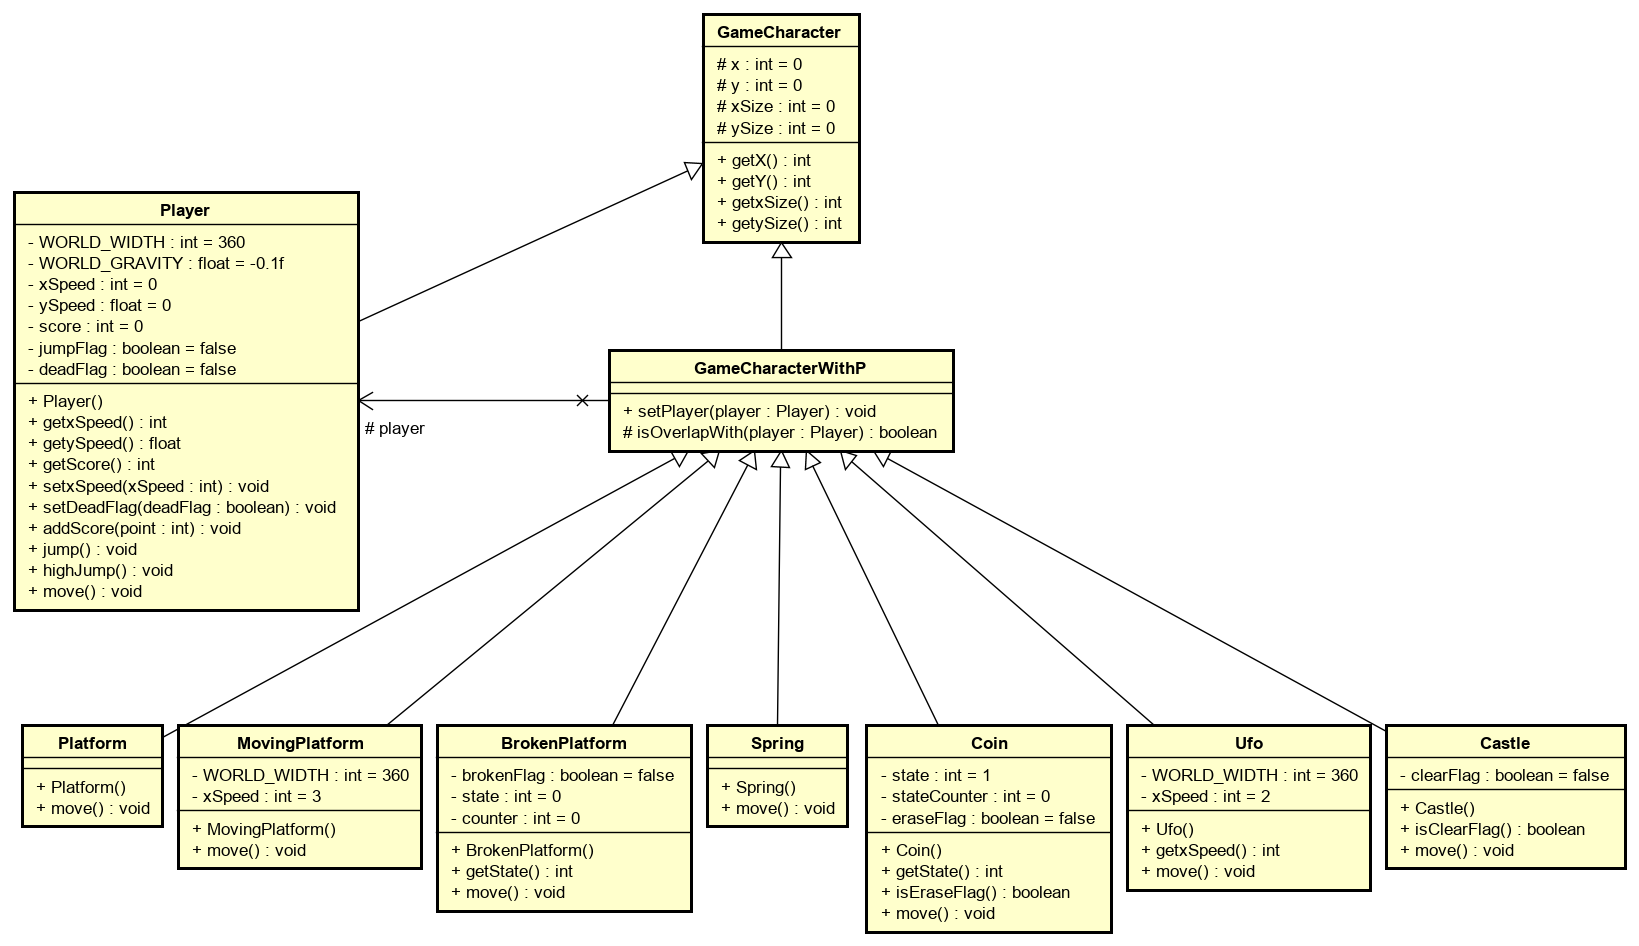 GameCharacter
# x : int = 0
# y : int = 0
# xSize : int = 0
# ySize : int = 0
+ getX() : int
+ getY() : int
+ getxSize() : int
+ getySize() : int
Player
- WORLD_WIDTH : int = 360
- WORLD_GRAVITY : float = -0.1f
- xSpeed : int = 0
- ySpeed : float = 0
- score : int = 0
- jumpFlag : boolean = false
- deadFlag : boolean = false
+ Player()
+ getxSpeed() : int
+ getySpeed() : float
+ getScore() : int
+ setxSpeed(xSpeed : int) : void
+ setDeadFlag(deadFlag : boolean) : void
+ addScore(point : int) : void
+ jump() : void
+ highJump() : void
+ move() : void
# player
GameCharacterWithP
+ setPlayer(player : Player) : void
# isOverlapWith(player : Player) : boolean
Platform
+ Platform()
+ move() : void
MovingPlatform
- WORLD_WIDTH : int = 360
- xSpeed : int = 3
+ MovingPlatform()
+ move() : void
BrokenPlatform
- brokenFlag : boolean = false
- state : int = 0
- counter : int = 0
+ BrokenPlatform()
+ getState() : int
+ move() : void
Spring
+ Spring()
+ move() : void
Coin
- state : int = 1
- stateCounter : int = 0
- eraseFlag : boolean = false
+ Coin()
+ getState() : int
+ isEraseFlag() : boolean
+ move() : void
Ufo
- WORLD_WIDTH : int = 360
- xSpeed : int = 2
+ Ufo()
+ getxSpeed() : int
+ move() : void
Castle
- clearFlag : boolean = false
+ Castle()
+ isClearFlag() : boolean
+ move() : void